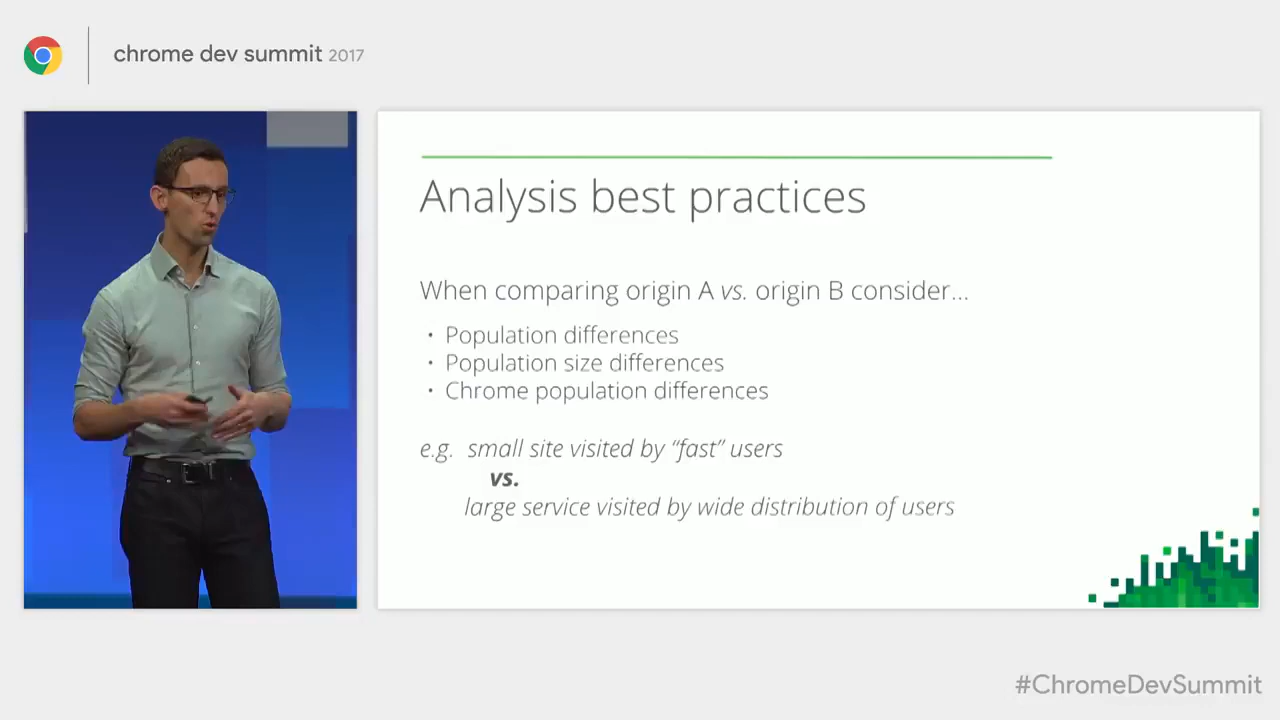 chrome dev summit 2017
Analysis best practices
When comparing origin A vs. origin B consider...
· Population differences
· Population size differences
· Chrome population differences
e.g. small site visited by “fast” users
vs.
large service visited by wide distribution of users
#ChromeDevSummit